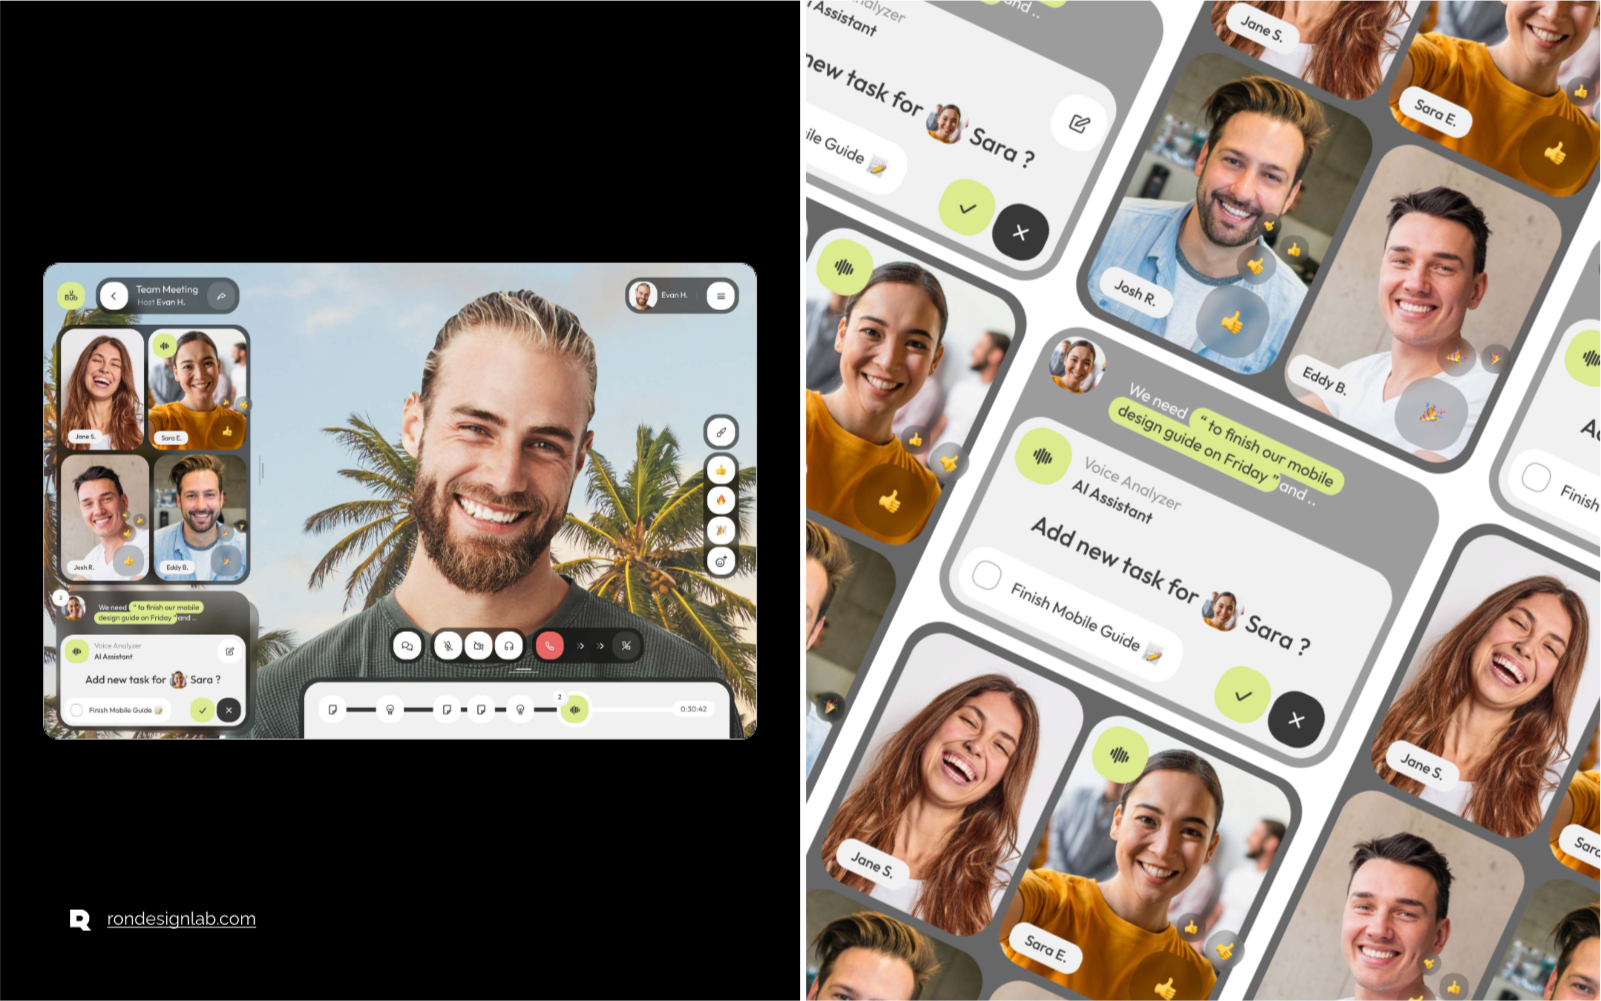 Bub
Team Meeting
Host Evan H.
Evan H.
Jane S.
Sara E.
Josh R.
Eddy B.
2
We need " to finish our mobile
design guide on Friday " and ..
Voice Analyzer
AI Assistant
Add new task for Sara ?
Finish Mobile Guide
2
0:30:42
R rondesignlab.com
and ..
nalyzer
I Assistant
new task for Sara ?
ile Guide
Jane S.
Sara E.
Josh R.
Eddy B.
We need " to finish our mobile
design guide on Friday " and ..
Voice Analyzer
AI Assistant
Add new task for Sara ?
Finish Mobile Guide
Jane S.
Sara E.
Ad
Finish
Jane S.
Sara